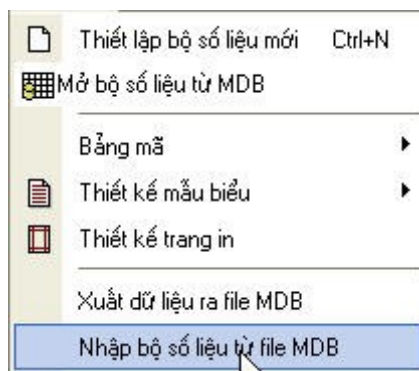 Thiết lập bộ số liệu mới Ctrl+N
Mở bộ số liệu từ MDB
Bảng mã
Thiết kế mẫu biểu
Thiết kế trang in
Xuất dữ liệu ra file MDB
Nhập bộ số liệu từ file MDB